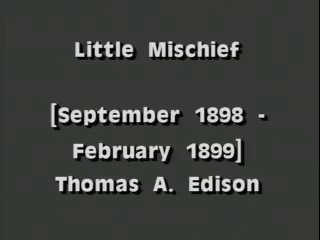 Little Mischief
[September 1898 -
February 1899]
Thomas A. Edison